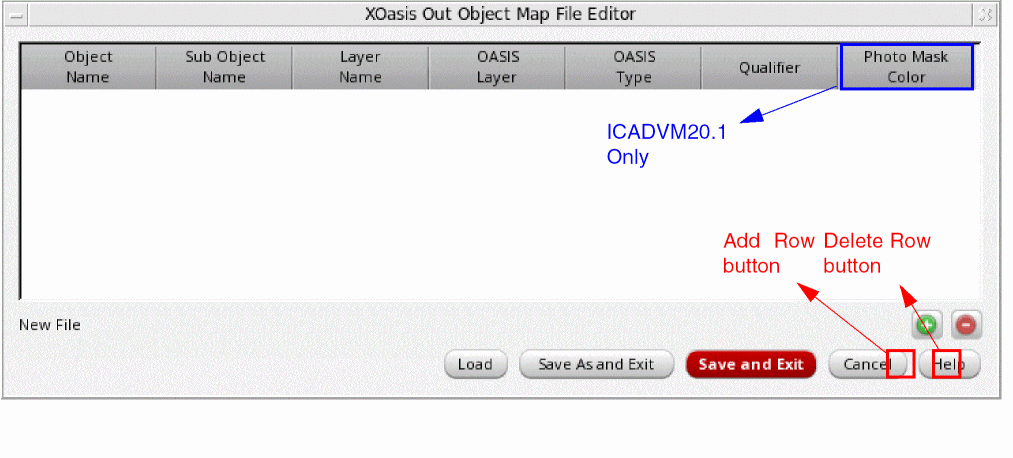 XOasis Out Object Map File Editor
Object Name
Sub Object Name
Layer Name
OASIS Layer
OASIS Type
Qualifier
Photo Mask Color
ICADVM20.1
Only
Add Row button
Delete Row button
New File
Load
Save As and Exit
Save and Exit
Cancel
Help